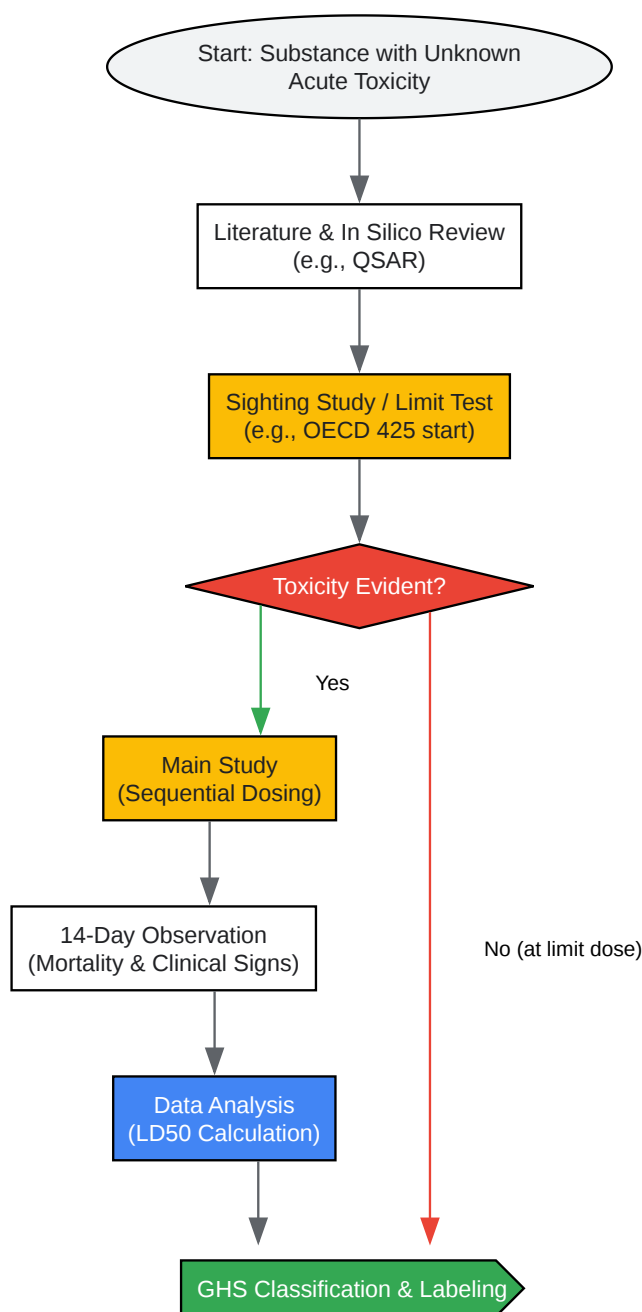 Start: Substance with Unknown
Acute Toxicity
Literature & In Silico Review
(e.g., QSAR)
Sighting Study / Limit Test
(e.g., OECD 425 start)
Toxicity Evident?
Yes
Main Study
(Sequential Dosing)
14-Day Observation
(Mortality & Clinical Signs)
No (at limit dose)
Data Analysis
(LD50 Calculation)
GHS Classification & Labeling